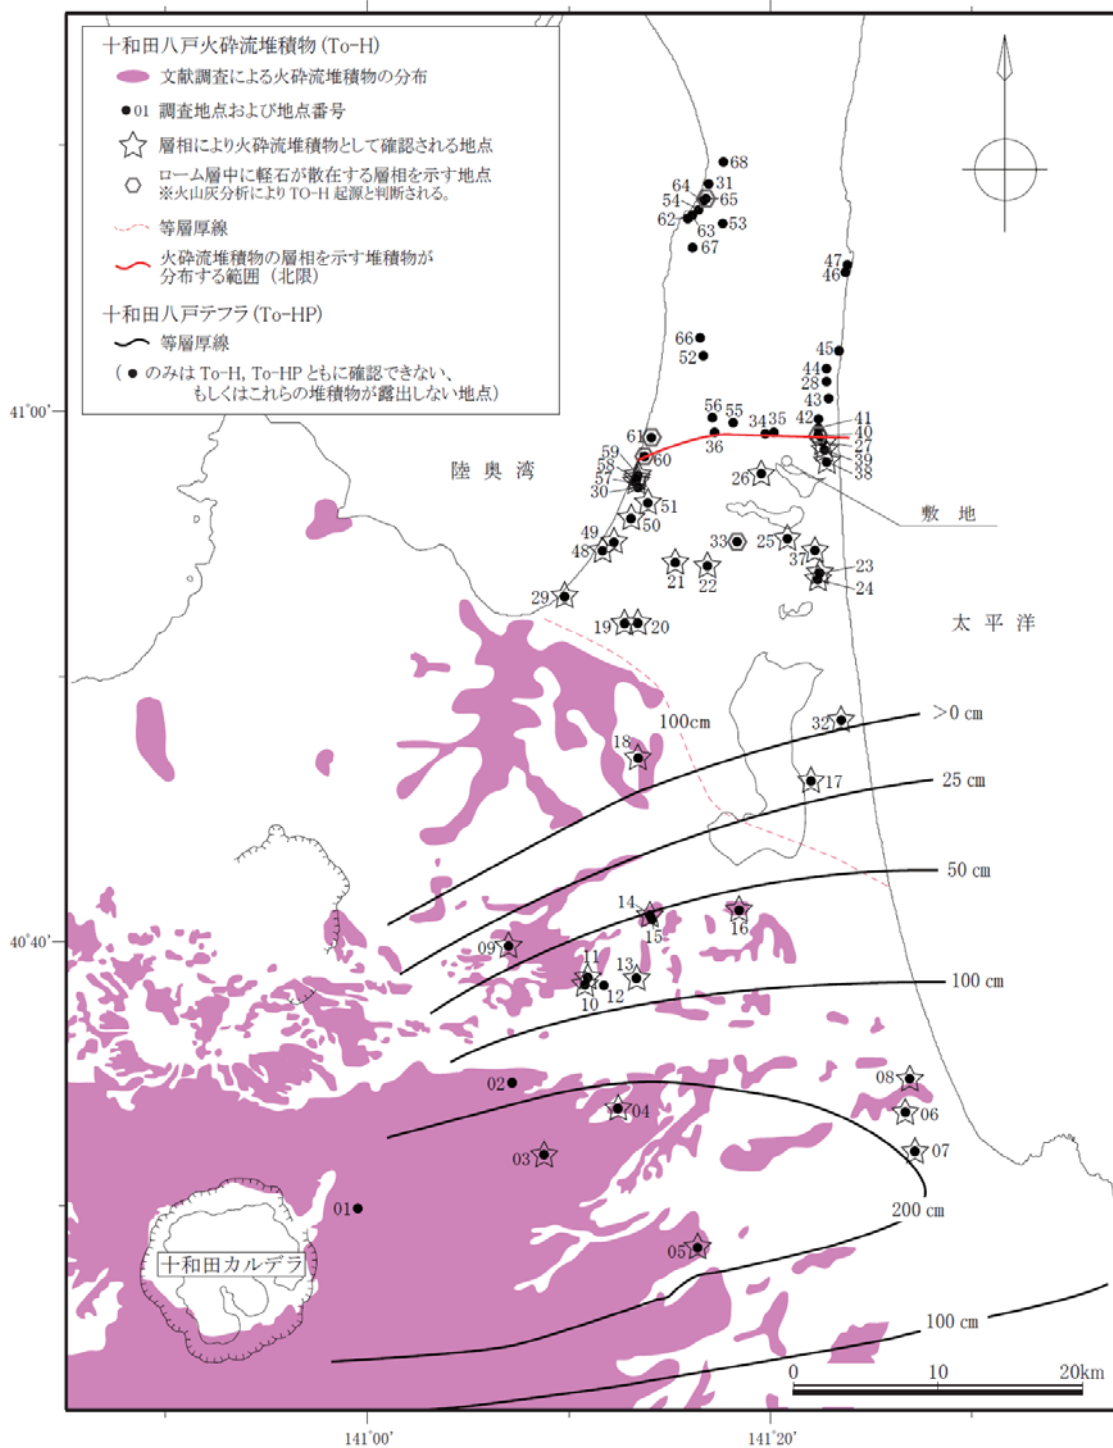 十和田八戸火砕流堆積物 (To-H)
文献調査による火砕流堆積物の分布
01 調査地点および地点番号
層相により火砕流堆積物として確認される地点
ローム層中に軽石が散在する層相を示す地点
※火山灰分析により TO-H 起源と判断される。
等層厚線
火砕流堆積物の層相を示す堆積物が
分布する範囲 (北限)
十和田八戸テフラ (To-HP)
等層厚線
( ● のみは To-H, To-HP ともに確認できない、
もしくはこれらの堆積物が露出しない地点)
68
31
64
65
54
62
63
53
67
47
46
66
52
45
44
28
43
41°00′
56
55
34
35
42
41
40
36
61
27
39
38
59
60
58
57
30
陸奥湾
26
敷地
51
50
49
48
33
25
37
21
22
23
24
29
19
20
太平洋
100cm
32
>0 cm
18
17
25 cm
50 cm
14
15
16
40°40′
09
11
10
12
13
100 cm
02
08
04
06
03
07
01
200 cm
05
十和田カルデラ
100 cm
0 10 20km
141°00′
141°20′